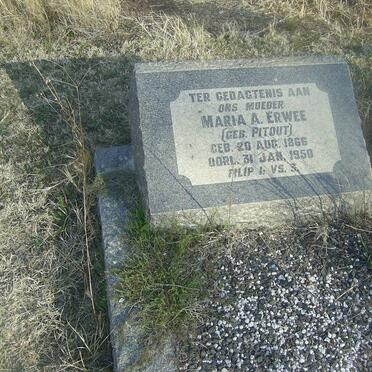 TER GEDAGTENIS AAN
ONS MOEDER
MARIA A. ERWEE
(GEB. PITOUT)
GEB. 20 AUG. 1866
OORL. 31 JAN. 1950
FILIP 1: VS. 3.